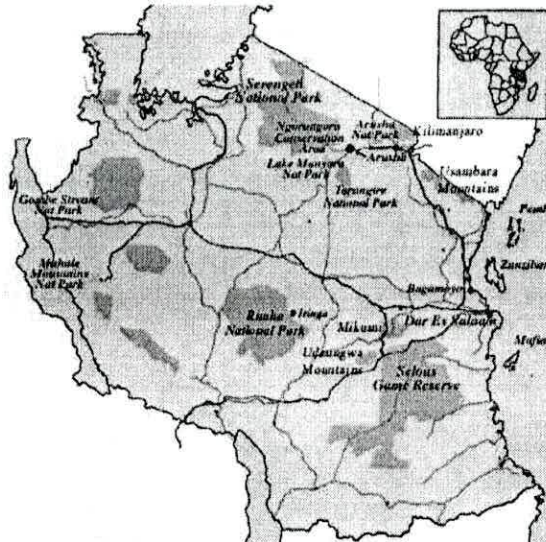 Serengeti
National Park
Ngorongoro
Conservation
Area
Arusha
Nat Park
Kilimanjaro
Arusha
Lake Manyara
Nat Park
Usambara
Mountains
Tarangire
National Park
Gombe Stream
Nat Park
Mahale
Mountains
Nat Park
Zanzibar
Bagamoyo
Ruaha
National Park
Iringa
Mikumi
Dar Es Salaam
Udzungwa
Mountains
Mafia
Selous
Game Reserve